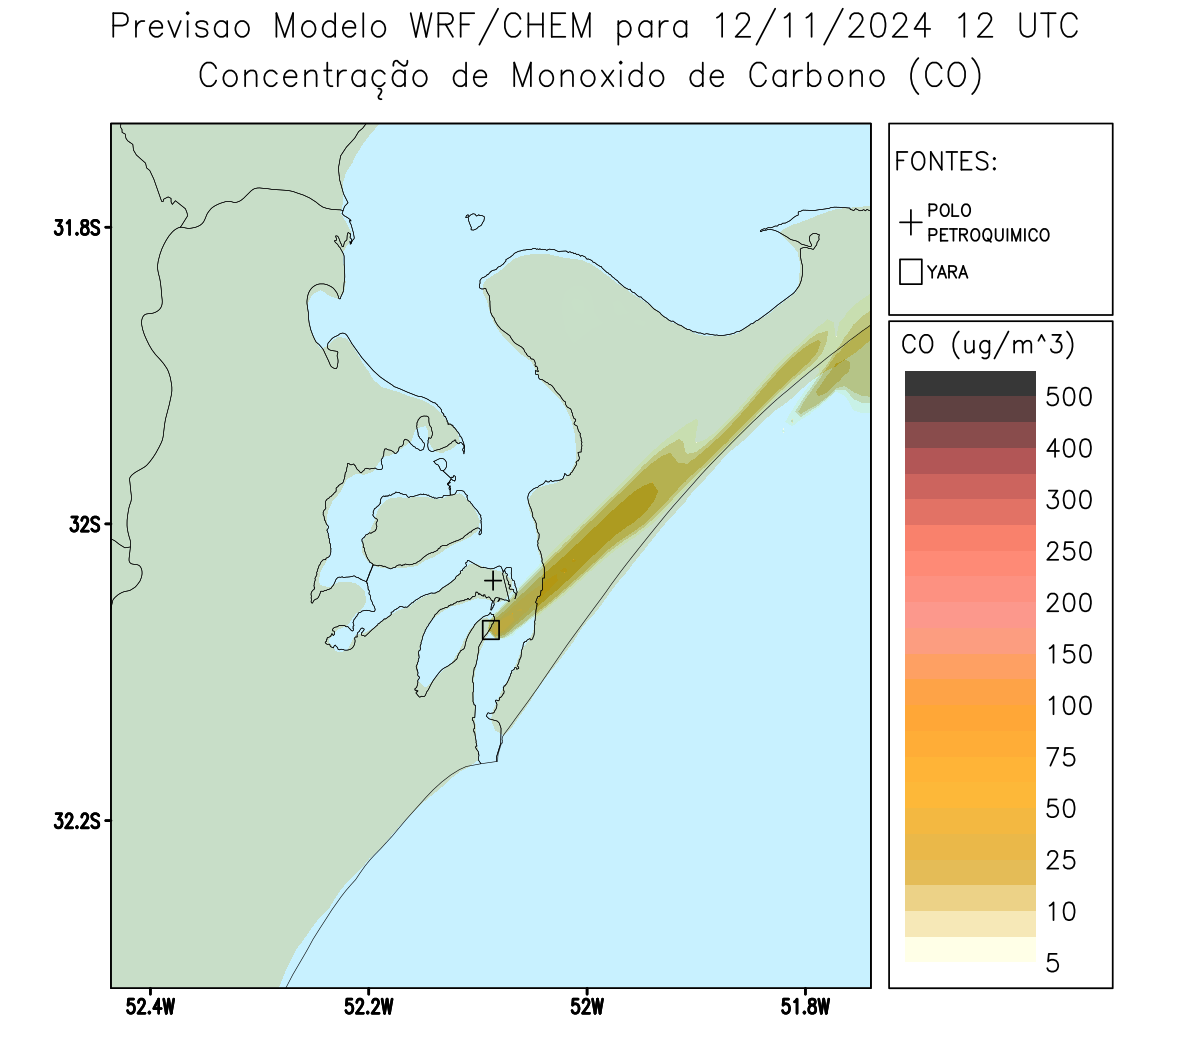 Previsao Modelo WRF/CHEM para 12/11/2024 12 UTC
Concentração de Monoxido de Carbono (CO)
FONTES:
POLO
PETROQUIMICO
YARA
CO (ug/m^3)
500
400
300
250
200
150
100
75
50
25
10
5
31.8S
32S
32.2S
52.4W
52.2W
52W
51.8W